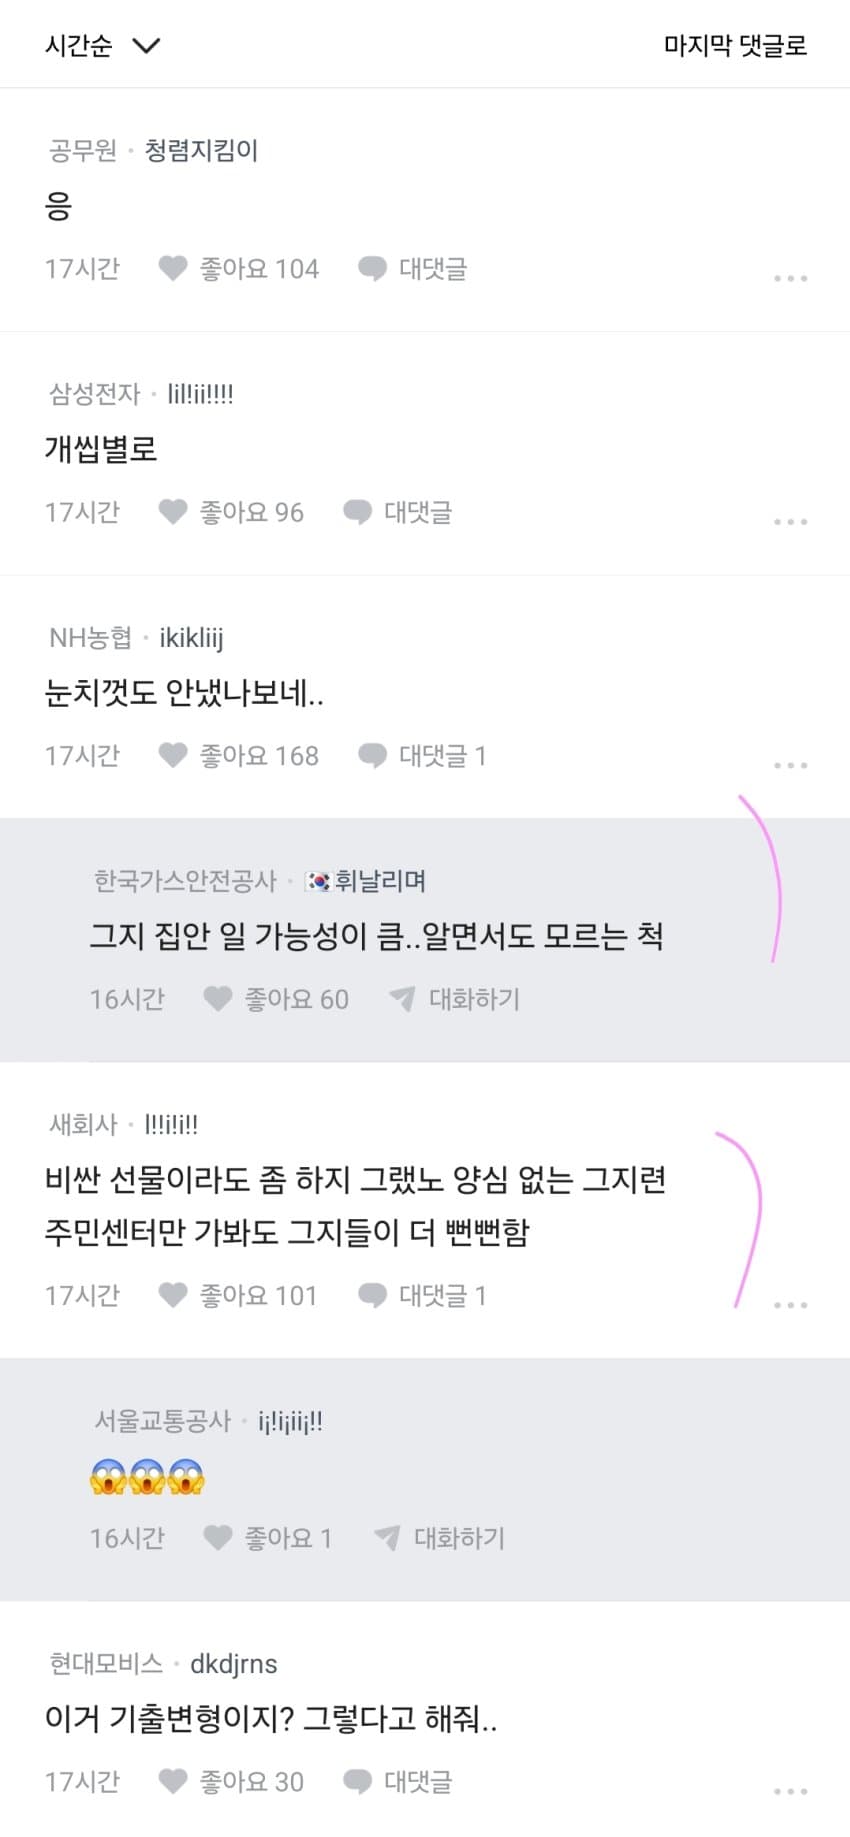 시간순
마지막 댓글로
공무원 · 청렴지킴이
응
17시간 좋아요 104 대댓글
삼성전자 · lil!ii!!!!
개씹별로
17시간 좋아요 96 대댓글
NH농협 · ikikliij
눈치껏도 안냈나보네..
17시간 좋아요 168 대댓글 1
한국가스안전공사 · 🇰🇷휘날리며
그지 집안 일 가능성이 큼..알면서도 모르는 척
16시간 좋아요 60 대화하기
새회사 · l!!i!i!!
비싼 선물이라도 좀 하지 그랬노 양심 없는 그지련
주민센터만 가봐도 그지들이 더 뻔뻔함
17시간 좋아요 101 대댓글 1
서울교통공사 · i¡!i¡ii¡!!
😱😱😱
16시간 좋아요 1 대화하기
현대모비스 · dkdjrns
이거 기출변형이지? 그렇다고 해줘..
17시간 좋아요 30 대댓글